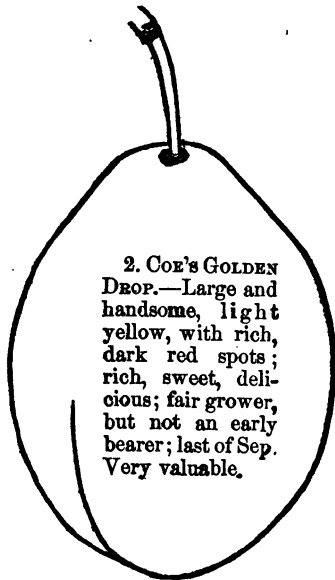 2. COE'S GOLDEN
DROP.—Large and
handsome, light
yellow, with rich,
dark red spots;
rich, sweet, deli-
cious; fair grower,
but not an early
bearer; last of Sep.
Very valuable.